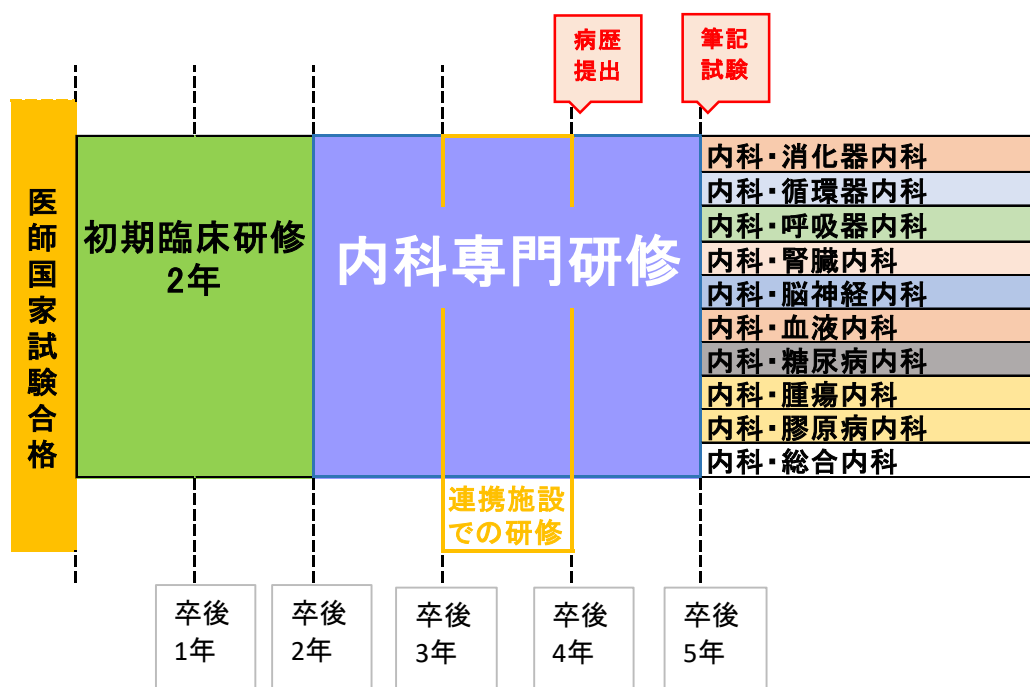 病歴
提出
筆記
試験
医師国家試験合格
初期臨床研修
2年
内科専門研修
連携施設
での研修
内科・消化器内科
内科・循環器内科
内科・呼吸器内科
内科・腎臓内科
内科・脳神経内科
内科・血液内科
内科・糖尿病内科
内科・腫瘍内科
内科・膠原病内科
内科・総合内科
卒後
1年
卒後
2年
卒後
3年
卒後
4年
卒後
5年